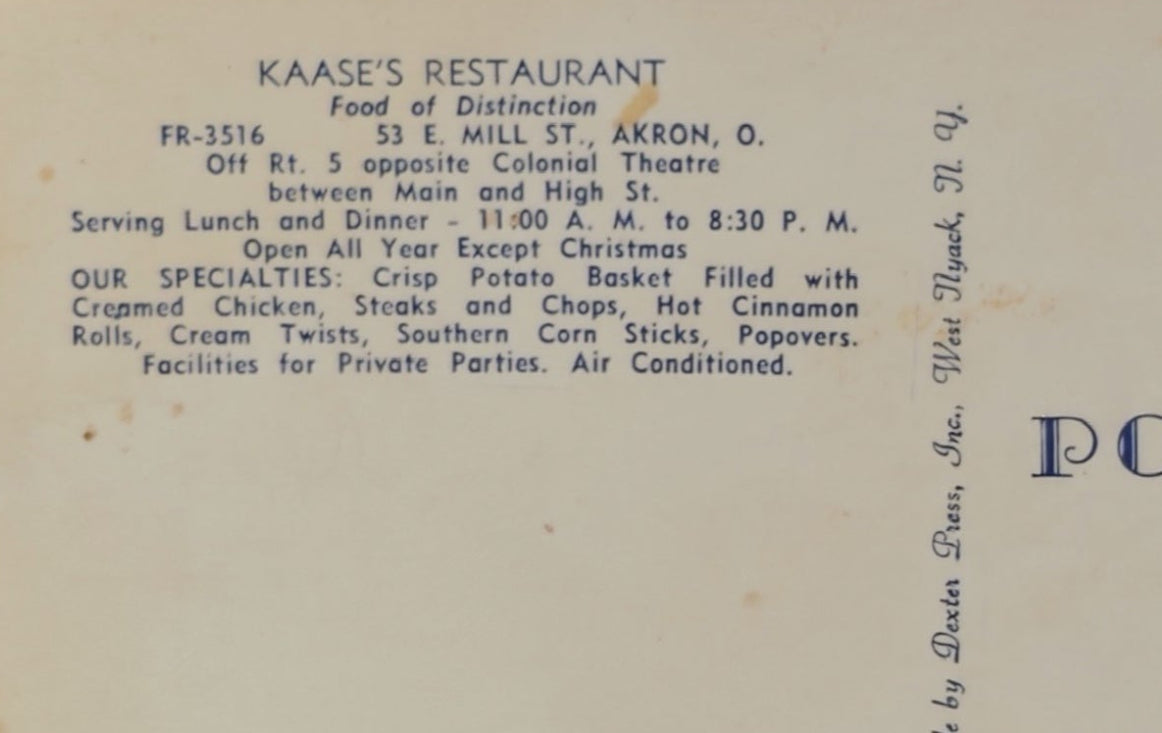 KAASE'S RESTAURANT
Food of Distinction
FR-3516 53 E. MILL ST., AKRON, O.
Off Rt. 5 opposite Colonial Theatre
between Main and High St.
Serving Lunch and Dinner - 11:00 A. M. to 8:30 P. M.
Open All Year Except Christmas
OUR SPECIALTIES: Crisp Potato Basket Filled with
Creamed Chicken, Steaks and Chops, Hot Cinnamon
Rolls, Cream Twists, Southern Corn Sticks, Popovers.
Facilities for Private Parties. Air Conditioned.
by Dexter Press, Inc., West Nyack, N. Y.